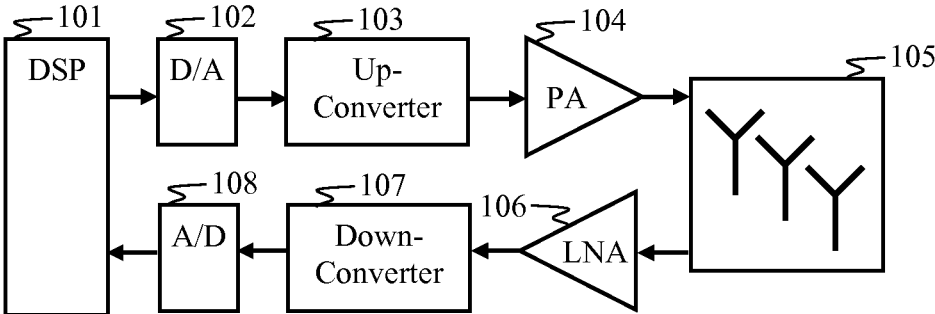 101
102
103
104
105
DSP
D/A
Up-
Converter
PA
108
107
106
A/D
Down-
Converter
LNA